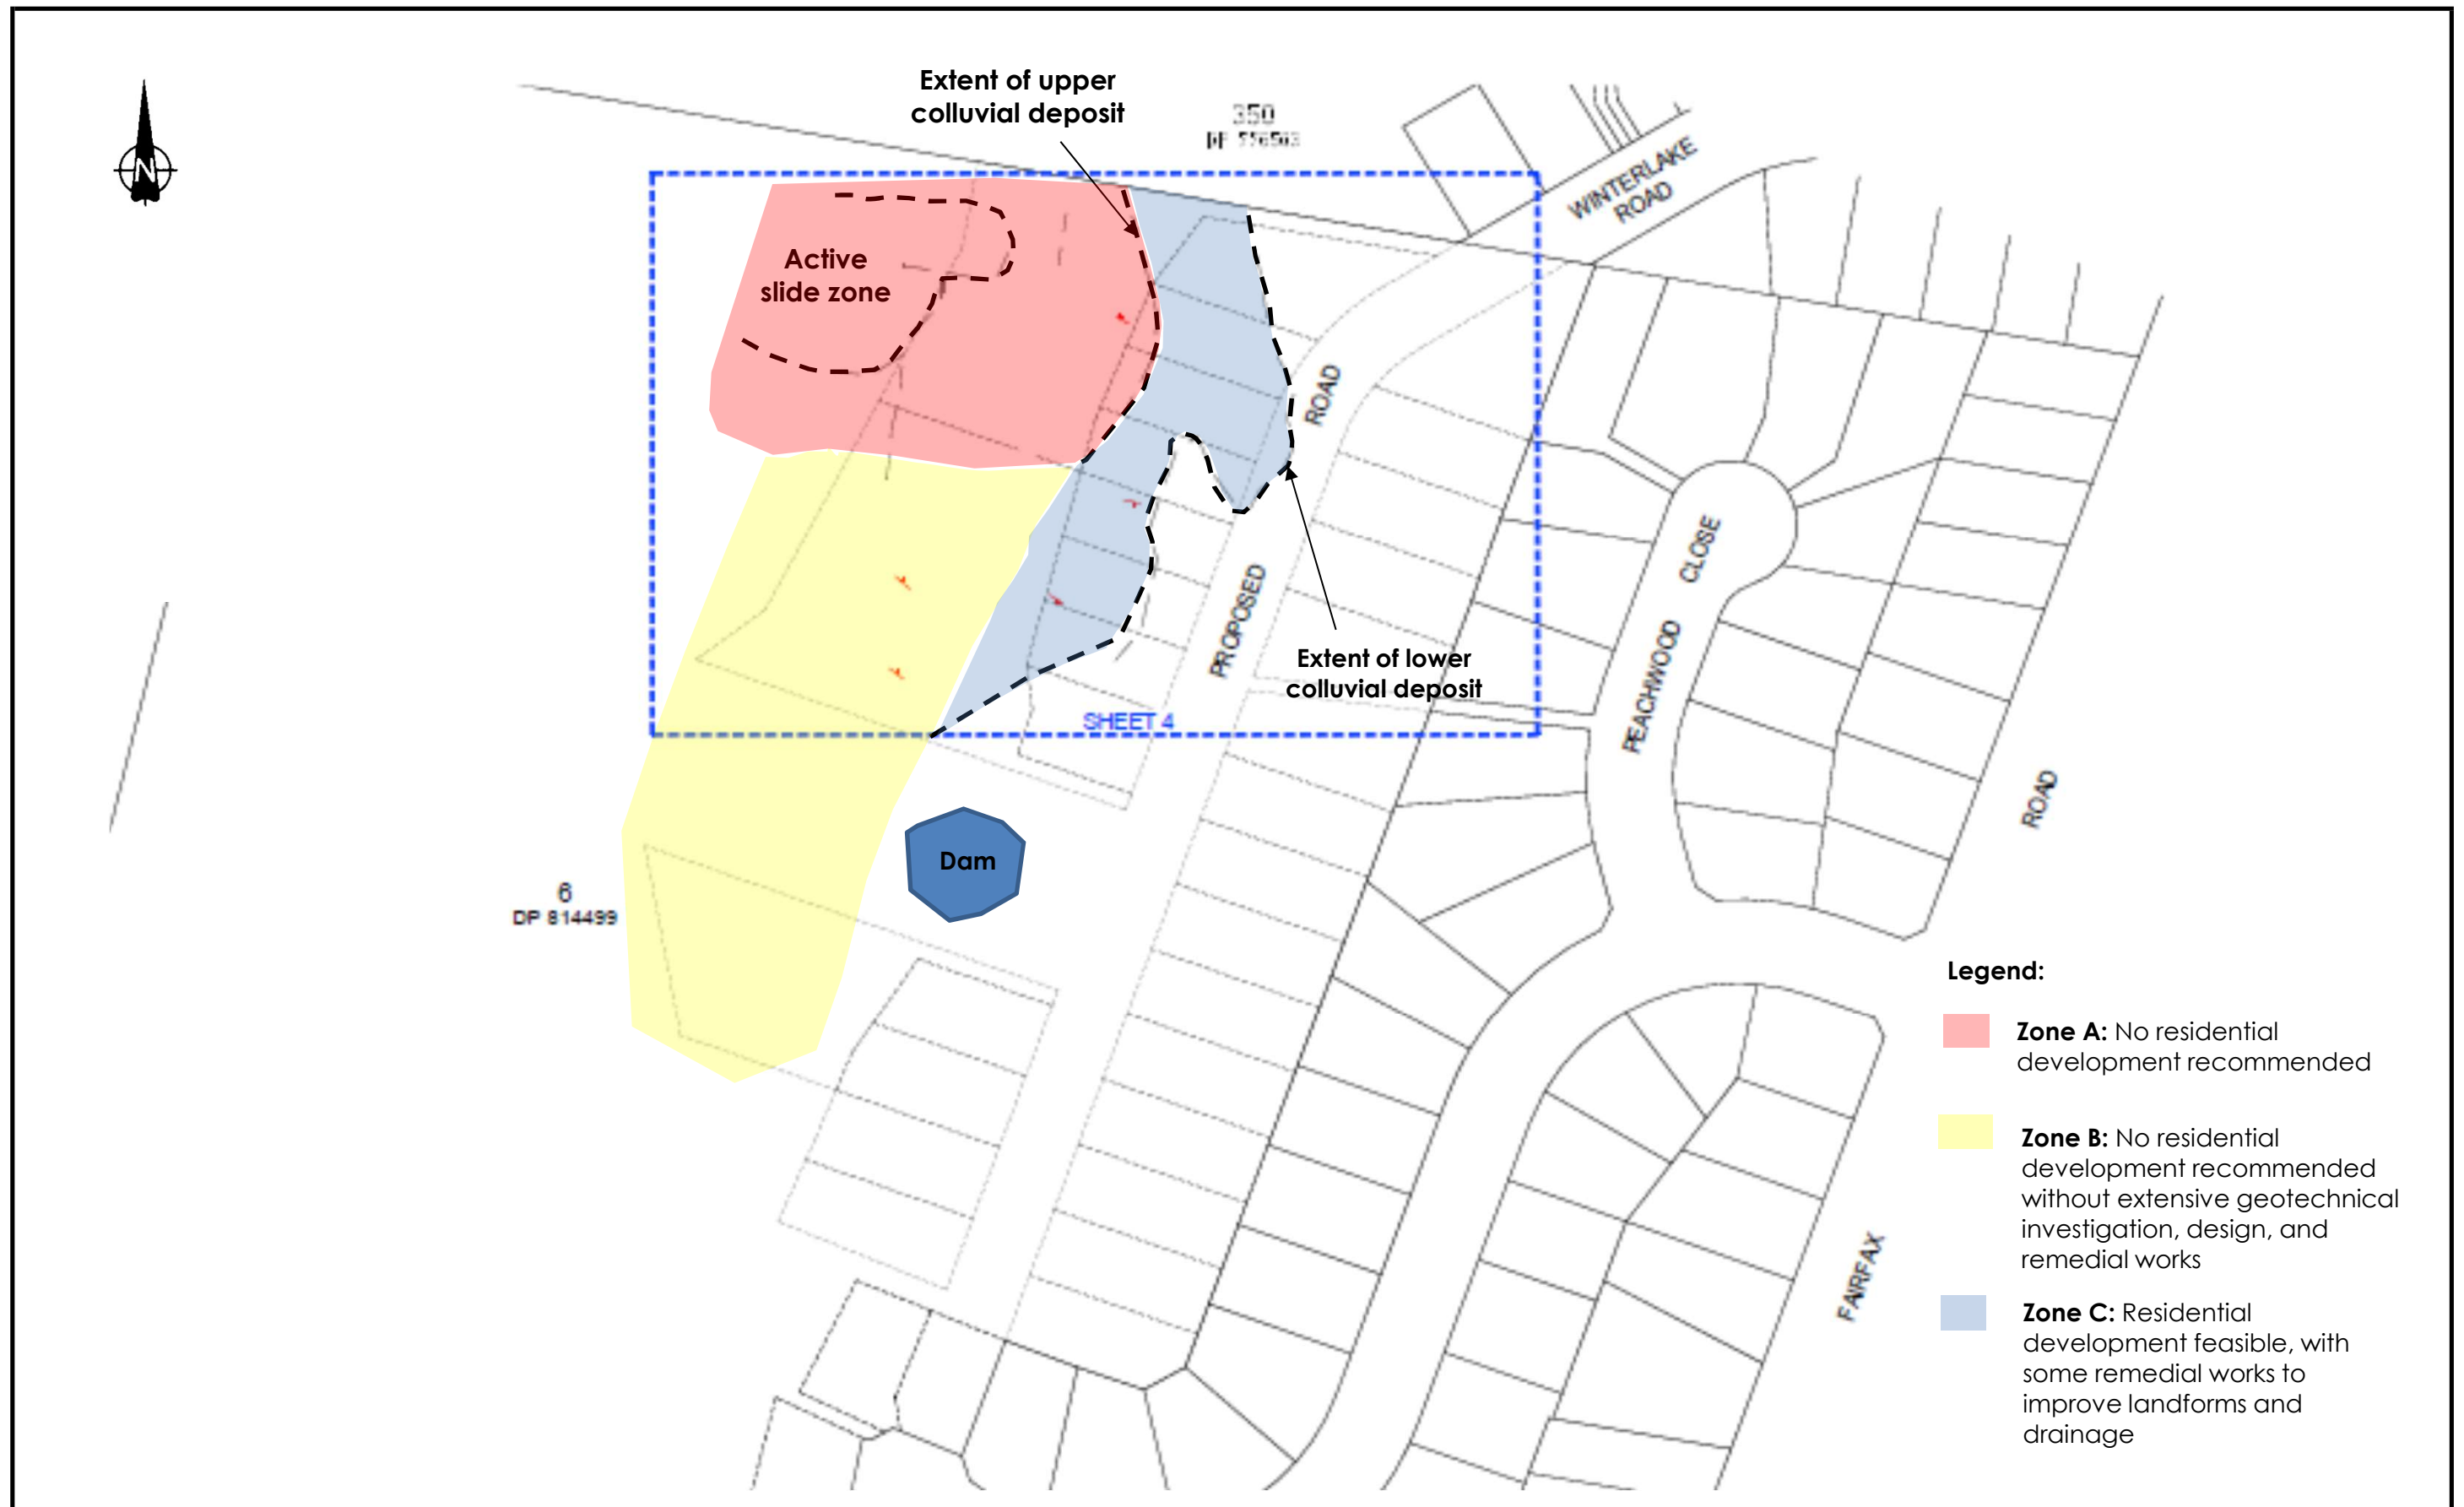 Extent of upper
colluvial deposit
350
N
WINTERLAKE
ROAD
Active
slide zone
ROAD
CLOSE
PROPOSED
PEACHWOOD
Extent of lower
colluvial deposit
SHEET 4
ROAD
Dam
6
DP 814499
FAIRFAX
Legend:
Zone A: No residential
development recommended
Zone B: No residential
development recommended
without extensive geotechnical
investigation, design, and
remedial works
Zone C: Residential
development feasible, with
some remedial works to
improve landforms and
drainage